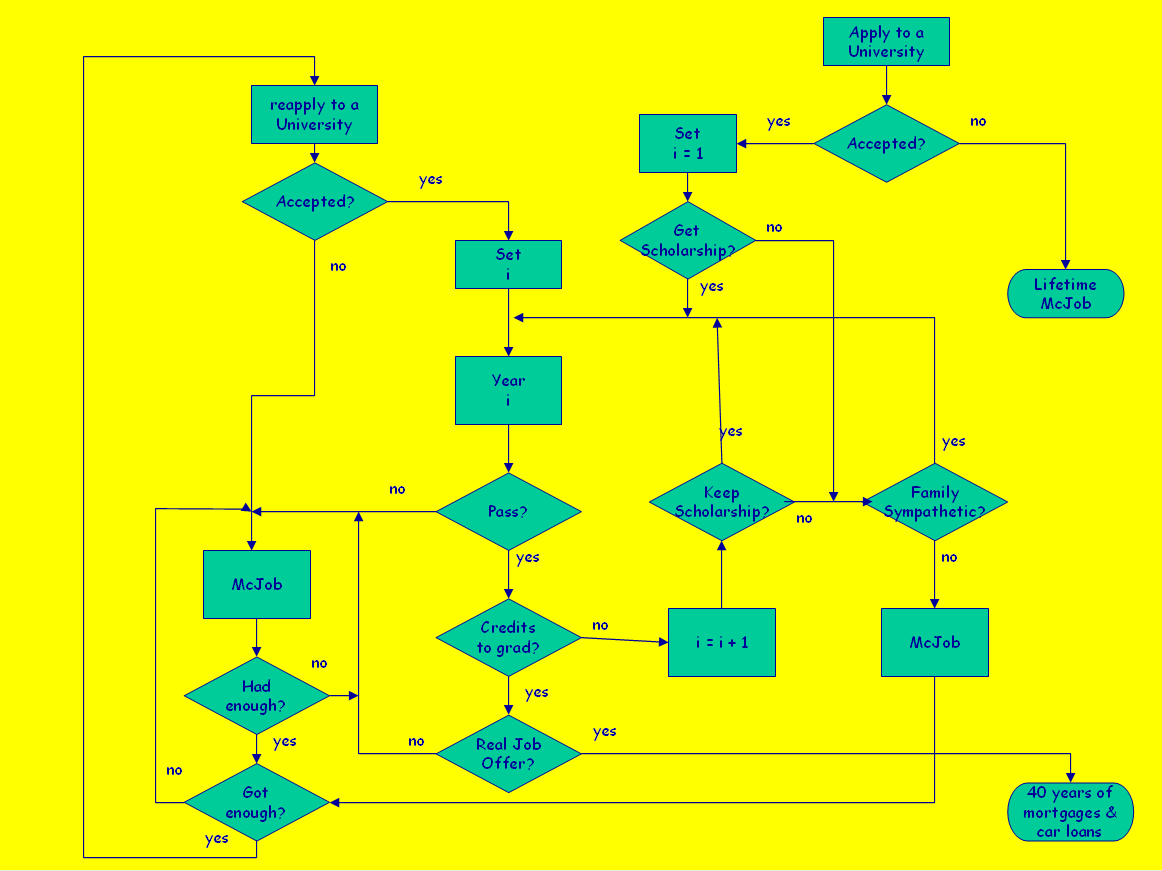 Apply to a
University
reapply to a
University
Set
i = 1
yes
Accepted?
no
yes
Accepted?
no
Get
Scholarship?
no
yes
Set
i
Lifetime
McJob
Year
i
yes
yes
no
Pass?
yes
Keep
Scholarship?
no
Family
Sympathetic?
no
McJob
Credits
to grad?
no
i = i + 1
McJob
yes
Had
enough?
no
yes
no
Real Job
Offer?
yes
no
Got
enough?
yes
40 years of
mortgages &
car loans